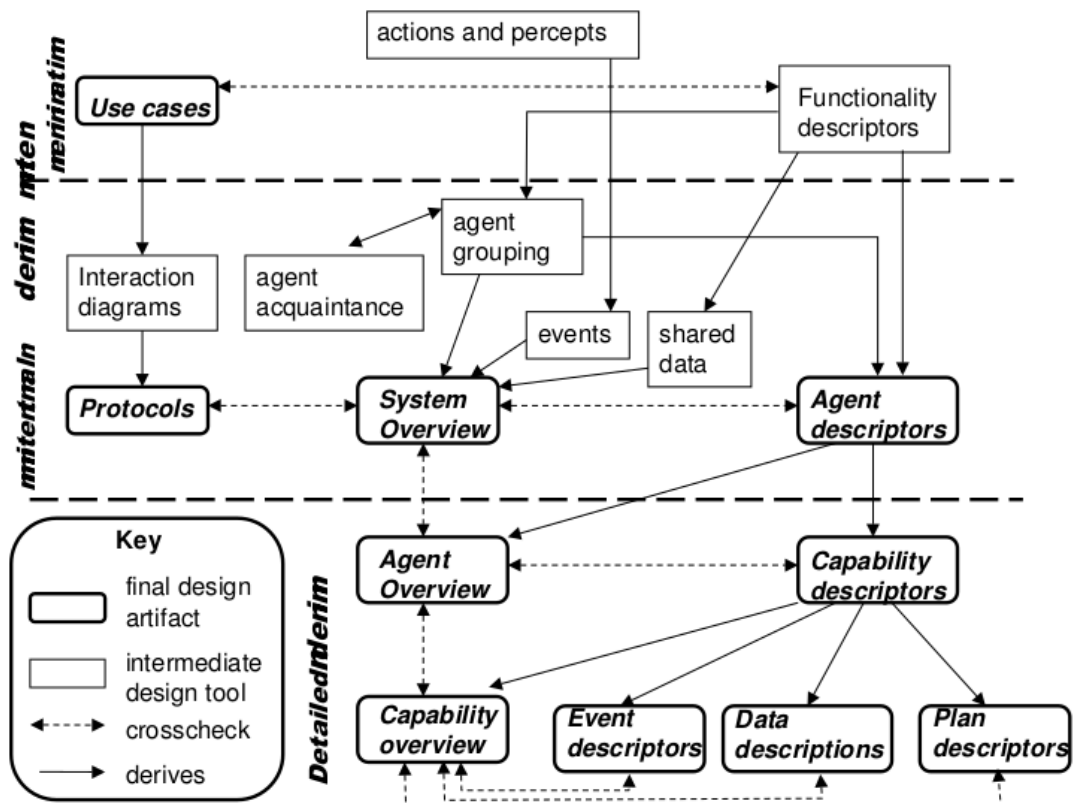 actions and percepts
Use cases
Functionality
descriptors
agent
grouping
Interaction
diagrams
agent
acquaintance
events
shared
data
Protocols
System
Overview
Agent
descriptors
Key
final design
artifact
intermediate
design tool
crosscheck
derives
Agent
Overview
Capability
descriptors
Capability
overview
Event
descriptors
Data
descriptions
Plan
descriptors
Detailed